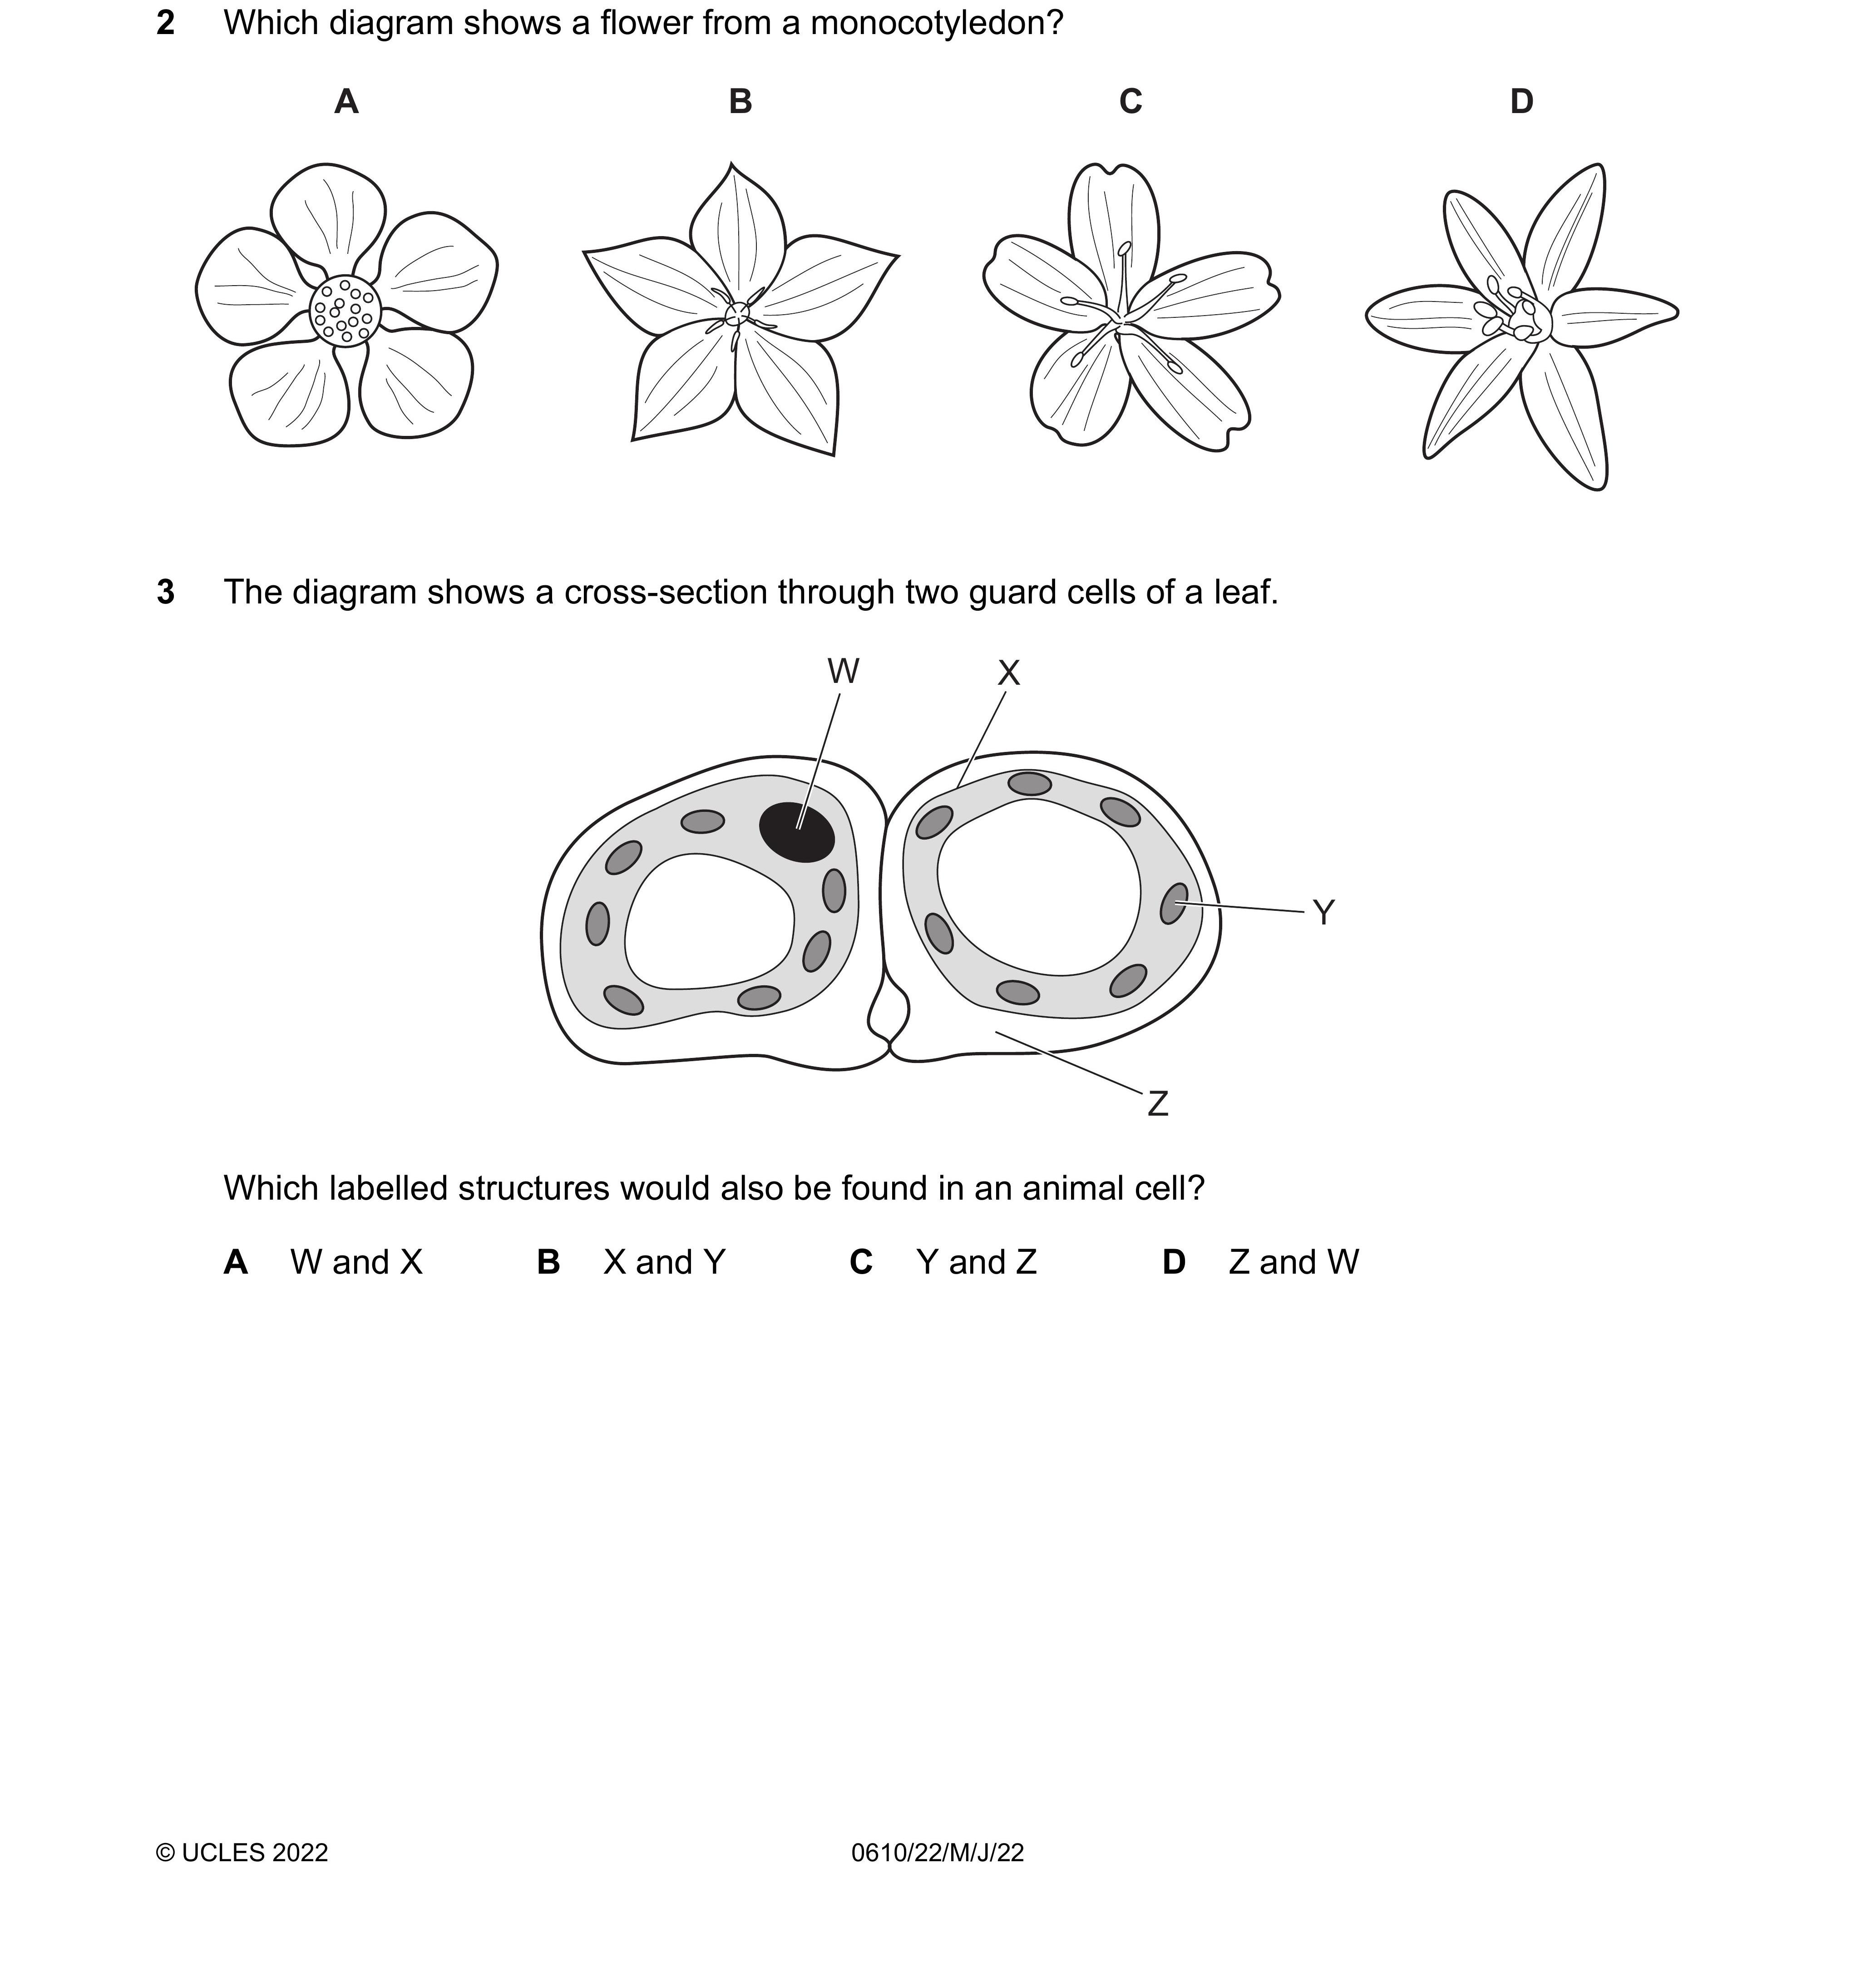 2 Which diagram shows a flower from a monocotyledon?
A B C D
3 The diagram shows a cross-section through two guard cells of a leaf.
W X
Y
Z
Which labelled structures would also be found in an animal cell?
A W and X B X and Y C Y and Z D Z and W
© UCLES 2022 0610/22/M/J/22